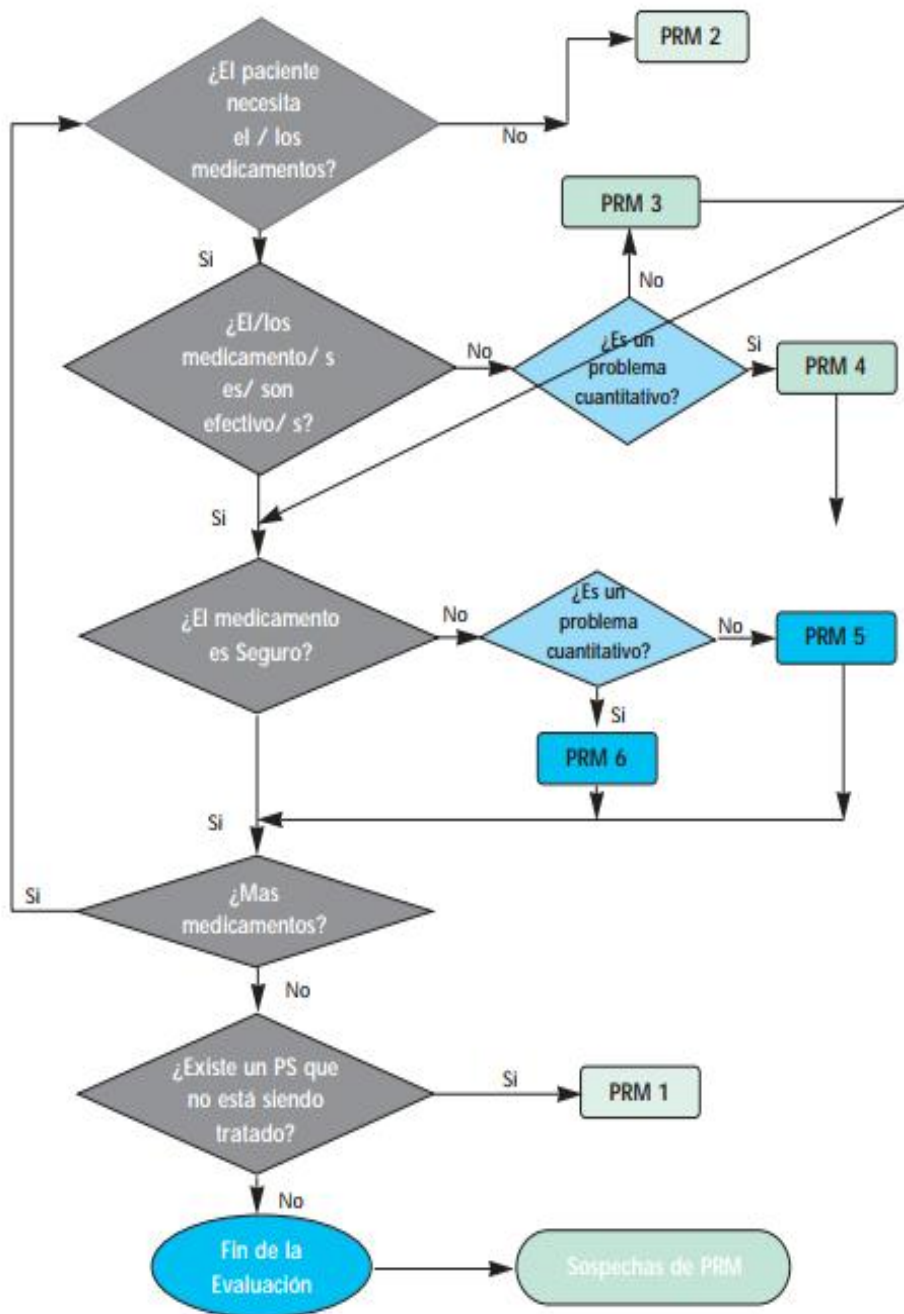 PRM 2
¿El paciente
necesita
el / los
medicamentos?
No
PRM 3
Si
No
¿El/los
medicamento/ s
es/ son
efectivo/ s?
No
¿Es un
problema
cuantitativo?
Si
PRM 4
Si
¿El medicamento
es Seguro?
No
¿Es un
problema
cuantitativo?
No
PRM 5
Si
PRM 6
Si
¿Mas
medicamentos?
Si
No
¿Existe un PS que
no está siendo
tratado?
Si
PRM 1
No
Fin de la
Evaluación
Sospechas de PRM